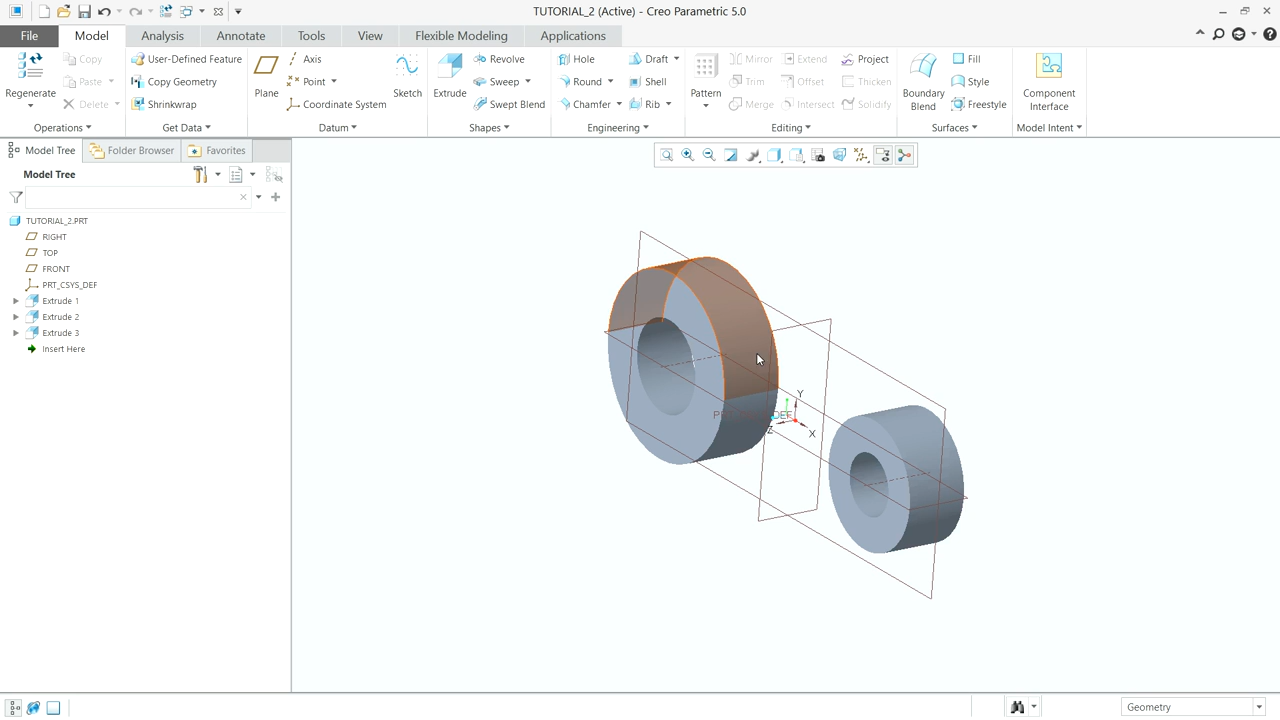 TUTORIAL_2 (Active) - Creo Parametric 5.0
File Model Analysis Annotate Tools View Flexible Modeling Applications
Regenerate
Copy
Paste
Delete
Operations
User-Defined Feature
Copy Geometry
Shrinkwrap
Get Data
Plane
Axis
Point
Coordinate System
Sketch
Datum
Extrude
Revolve
Sweep
Swept Blend
Shapes
Hole
Round
Chamfer
Draft
Shell
Rib
Engineering
Pattern
Mirror
Trim
Merge
Extend
Offset
Intersect
Project
Thicken
Solidify
Editing
Boundary
Blend
Fill
Style
Freestyle
Surfaces
Component
Interface
Model Intent
Model Tree Folder Browser Favorites
Model Tree
TUTORIAL_2.PRT
RIGHT
TOP
FRONT
PRT_CSYS_DEF
Extrude 1
Extrude 2
Extrude 3
Insert Here
Y
Z
X
Geometry